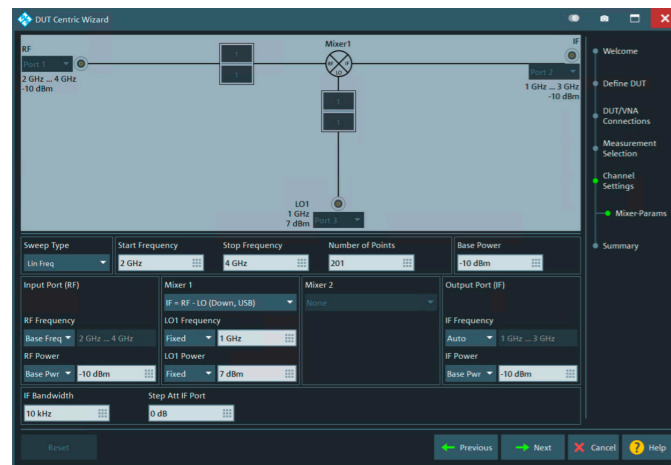 DUT Centric Wizard
RF
Port 1
2 GHz ... 4 GHz
-10 dBm
1
1
Mixer1
RF IF
LO
1
1
IF
Port 2
1 GHz ... 3 GHz
-10 dBm
LO1
1 GHz
7 dBm
Port 3
Welcome
Define DUT
DUT/VNA
Connections
Measurement
Selection
Channel
Settings
Mixer-Params
Summary
Sweep Type
Lin Freq
Start Frequency
2 GHz
Stop Frequency
4 GHz
Number of Points
201
Base Power
-10 dBm
Input Port (RF)
RF Frequency
Base Freq 2 GHz ... 4 GHz
RF Power
Base Pwr -10 dBm
Mixer 1
IF = RF - LO (Down, USB)
LO1 Frequency
Fixed 1 GHz
LO1 Power
Fixed 7 dBm
Mixer 2
None
Output Port (IF)
IF Frequency
Auto 1 GHz ... 3 GHz
IF Power
Base Pwr -10 dBm
IF Bandwidth
10 kHz
Step Att IF Port
0 dB
Reset
Previous
Next
Cancel
? Help